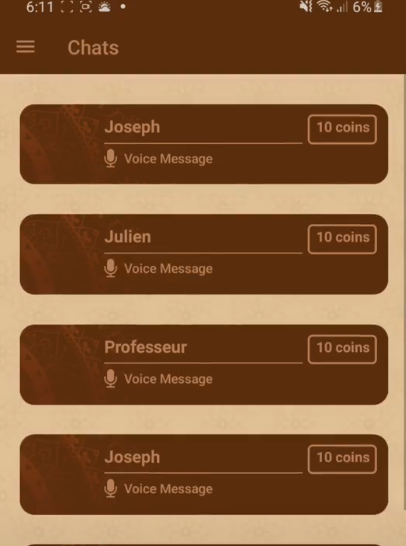 6:11 6%
Chats
Joseph 10 coins
Voice Message
Julien 10 coins
Voice Message
Professeur 10 coins
Voice Message
Joseph 10 coins
Voice Message